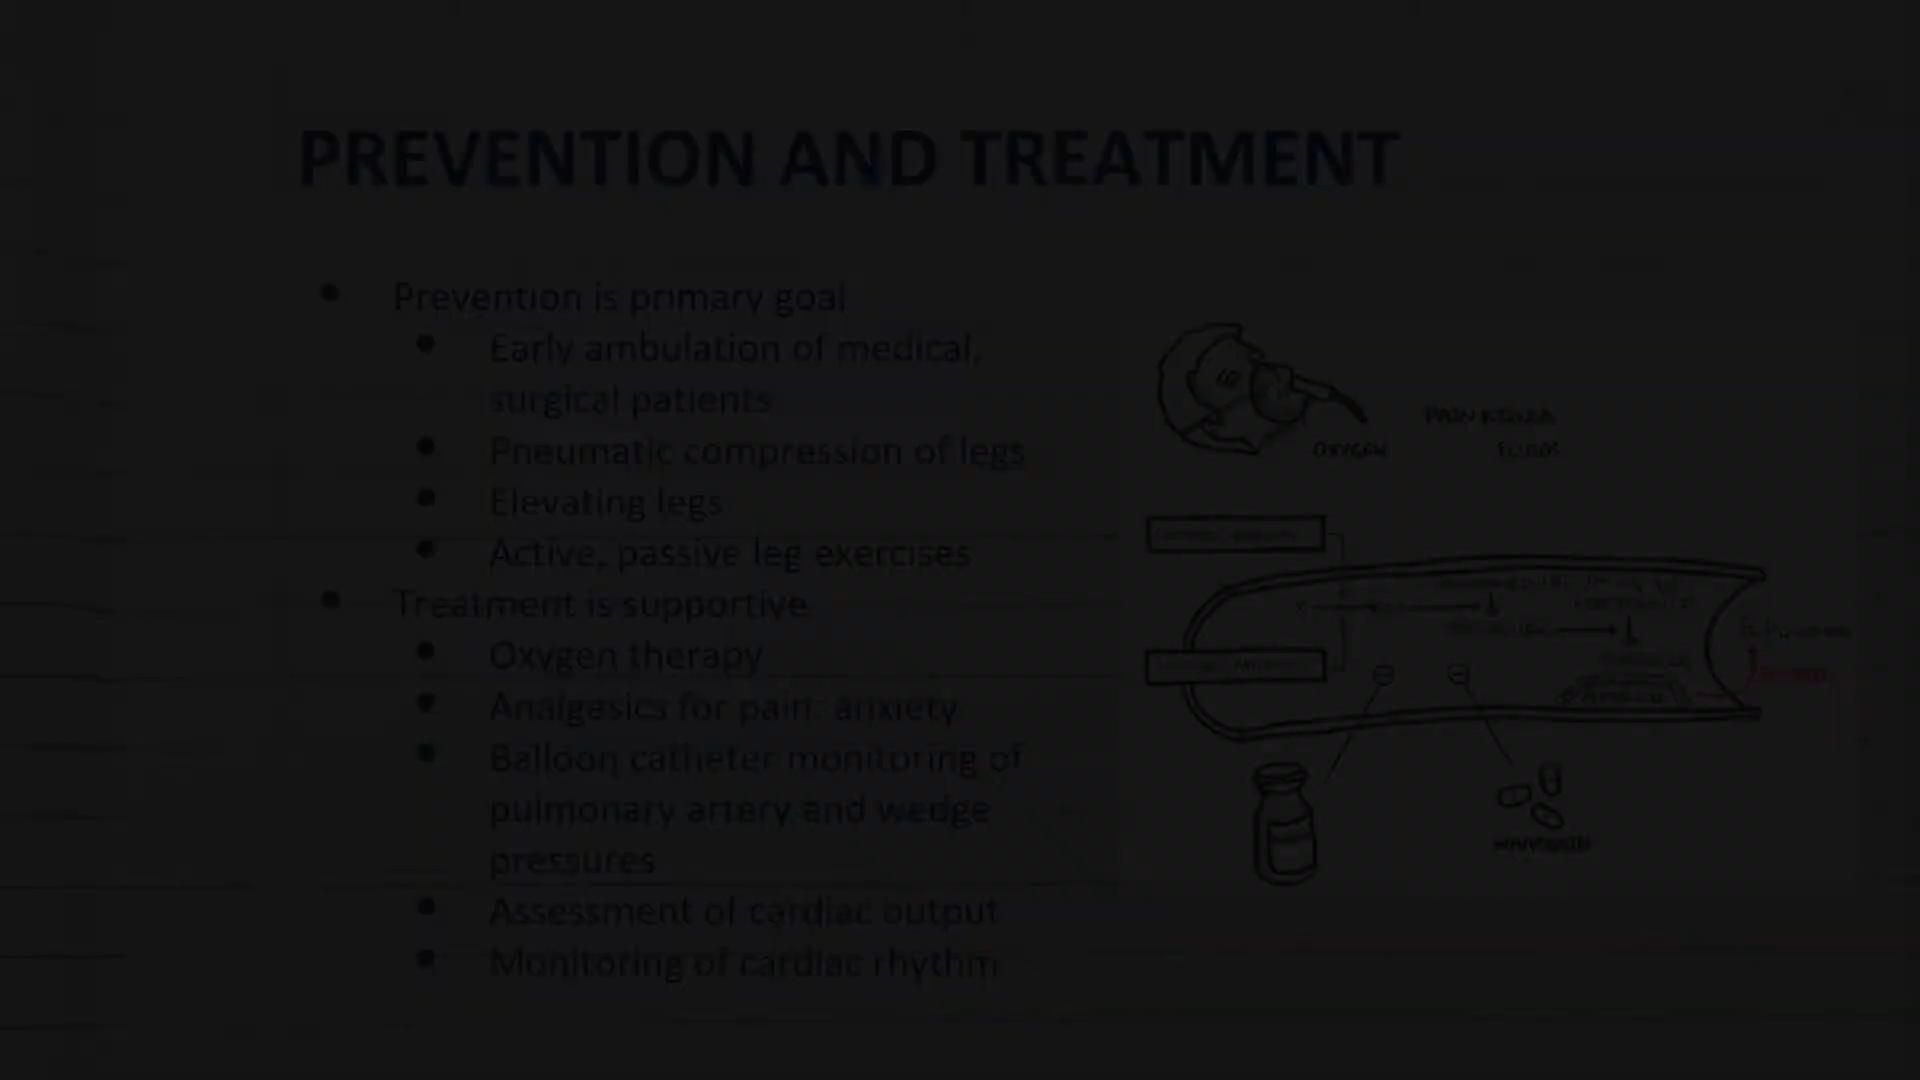 PREVENTION AND TREATMENT
• Prevention is primary goal
• Early ambulation of medical,
surgical patients
• Pneumatic compression of legs
• Elevating legs
• Active, passive leg exercises
• Treatment is supportive
• Oxygen therapy
• Analgesics for pain, anxiety
• Balloon catheter monitoring of
pulmonary artery and wedge
pressures
• Assessment of cardiac output
• Monitoring of cardiac rhythm
OXYGEN
PAIN